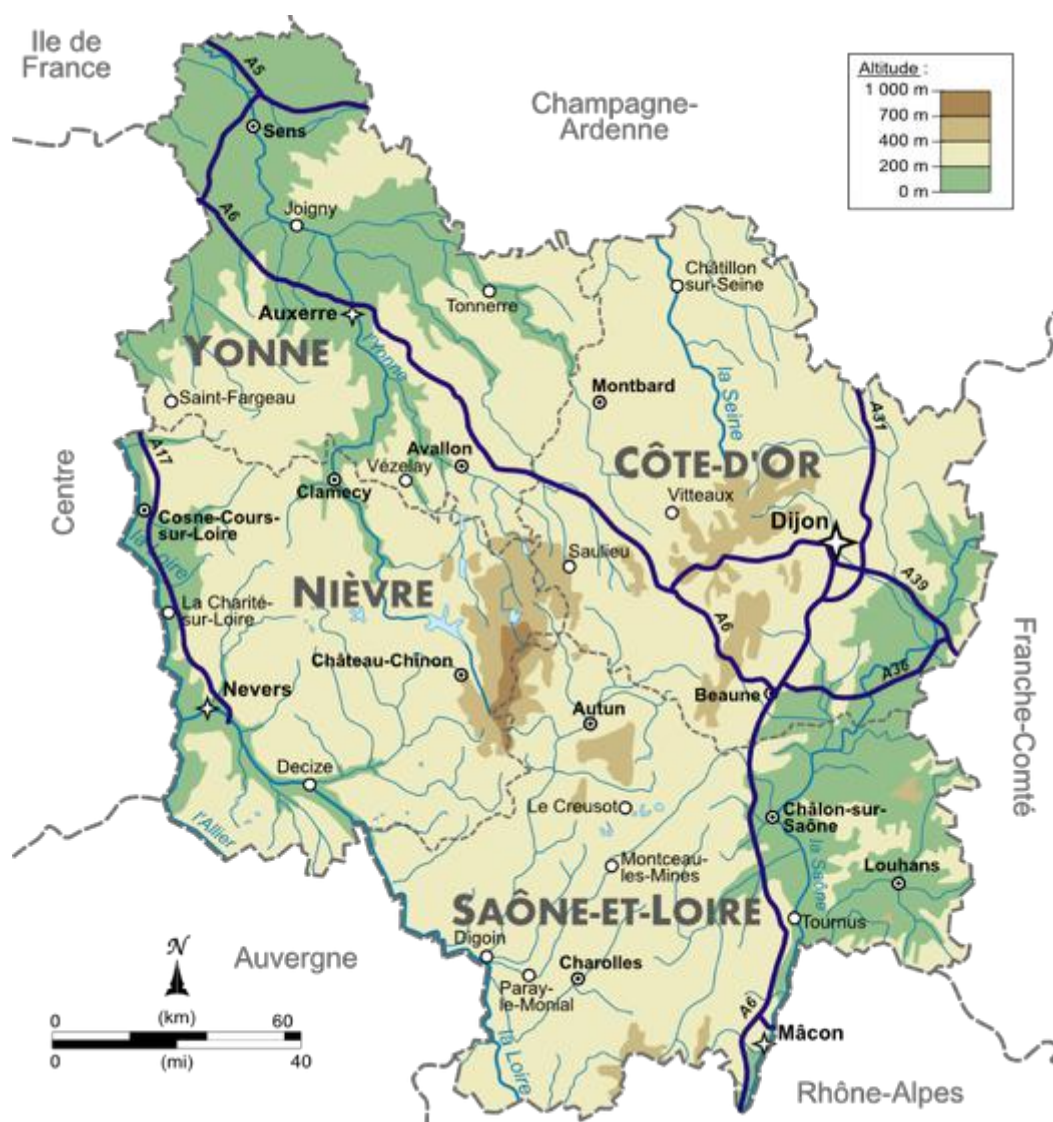 Ile de
France
Champagne-
Ardenne
Altitude :
1 000 m
700 m
400 m
200 m
0 m
A5
Sens
A6
Joigny
Châtillon
sur-Seine
Tonnerre
Auxerre
l'Yonne
YONNE
la Seine
Saint-Fargeau
Montbard
A31
A17
Avallon
Vézelay
CÔTE-D'OR
Centre
Clamecy
Vitteaux
Cosne-Cours-
sur-Loire
Dijon
la Loire
Saulieu
A39
NIÈVRE
La Charité-
sur-Loire
A6
Franche-Comté
Château-Chinon
A36
Nevers
Beaune
Autun
Decize
Le Creusot
Châlon-sur-
Saône
l'Allier
la Saône
Montceau-
les-Mines
Louhans
SAÔNE-ET-LOIRE
Tournus
Digoin
N
Auvergne
Charolles
Paray-
le-Monial
A6
0 (km) 60
0 (mi) 40
la Loire
Mâcon
Rhône-Alpes